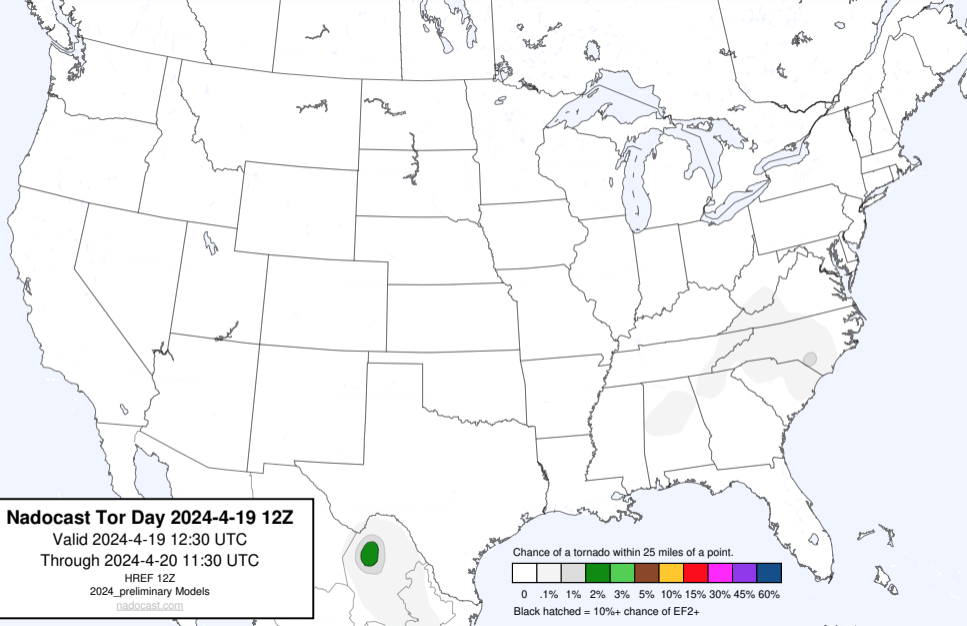 Nadocast Tor Day 2024-4-19 12Z
Valid 2024-4-19 12:30 UTC
Through 2024-4-20 11:30 UTC
HREF 12Z
2024_preliminary Models
nadocast.com
Chance of a tornado within 25 miles of a point.
0 .1% 1% 2% 3% 5% 10% 15% 30% 45% 60%
Black hatched = 10%+ chance of EF2+